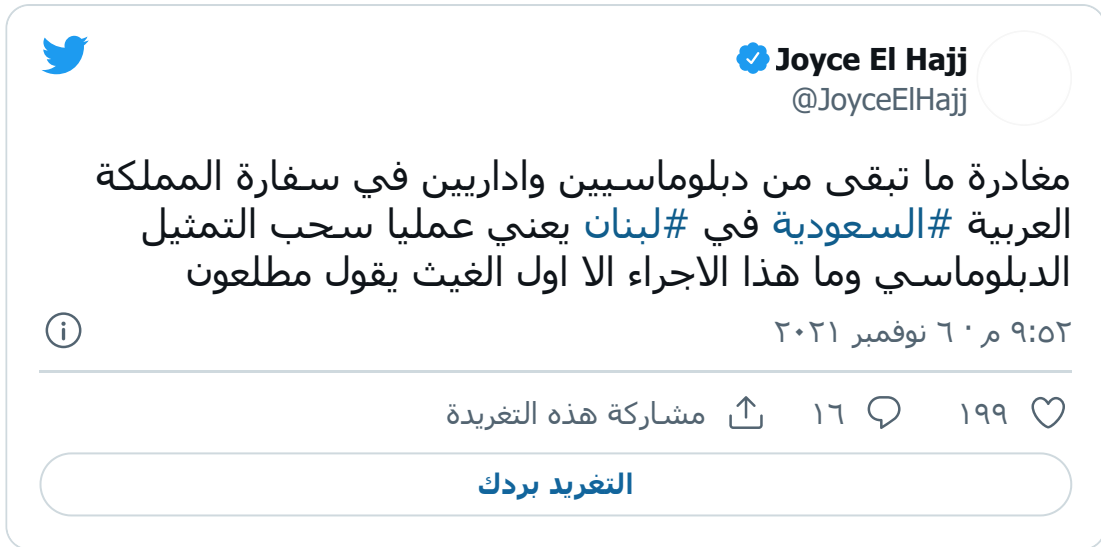 Joyce El Hajj
@JoyceElHajj
مغادرة ما تبقى من دبلوماسيين واداريين في سفارة المملكة
العربية #السعودية في #لبنان يعني عمليا سحب التمثيل
الدبلوماسي وما هذا الاجراء الا اول الغيث يقول مطلعون
٩:٥٢ م · ٦ نوفمبر ٢٠٢١
١٩٩ ١٦ مشاركة هذه التغريدة
التغريد بردك